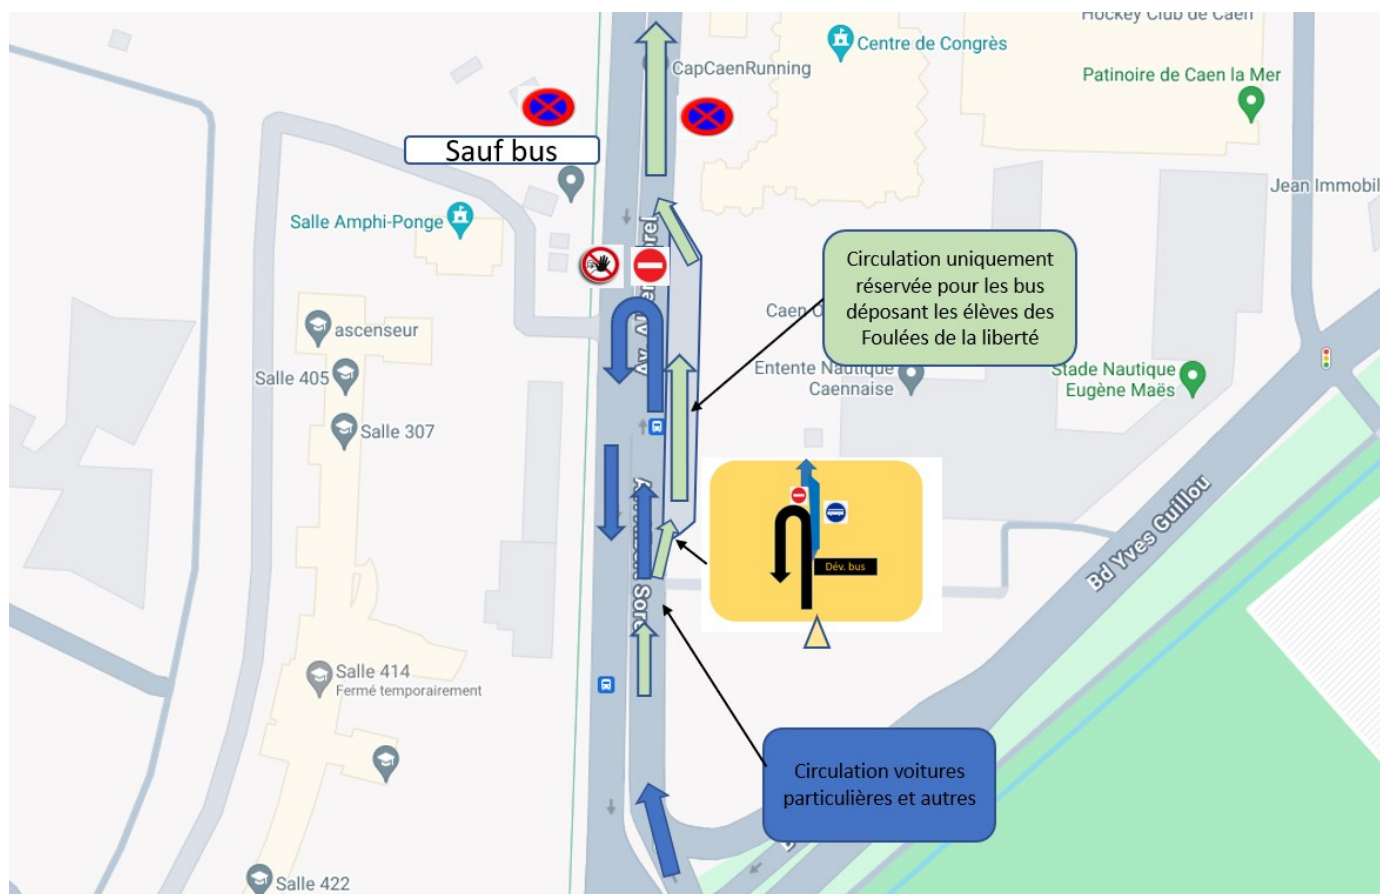 Hockey Club de Caen
Centre de Congrès
CapCaenRunning
Patinoire de Caen la Mer
Sauf bus
Jean Immobil
Salle Amphi-Ponge
Circulation uniquement
réservée pour les bus
déposant les élèves des
Foulées de la liberté
ascenseur
Caen
Salle 405
Entente Nautique
Caennaise
Stade Nautique
Eugène Maës
Salle 307
Bd Yves Guillou
Dév. bus
Sore
Salle 414
Fermé temporairement
Circulation voitures
particulières et autres
Salle 422